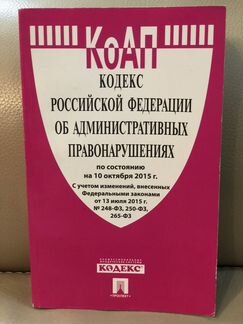 КоАП
КОДЕКС
РОССИЙСКОЙ ФЕДЕРАЦИИ
ОБ АДМИНИСТРАТИВНЫХ
ПРАВОНАРУШЕНИЯХ
по состоянию
на 10 октября 2015 г.
С учетом изменений, внесенных
Федеральными законами
от 13 июля 2015 г.
№ 248-ФЗ, 250-ФЗ,
265-ФЗ
КОДЕКС
•ПРОСПЕКТ•